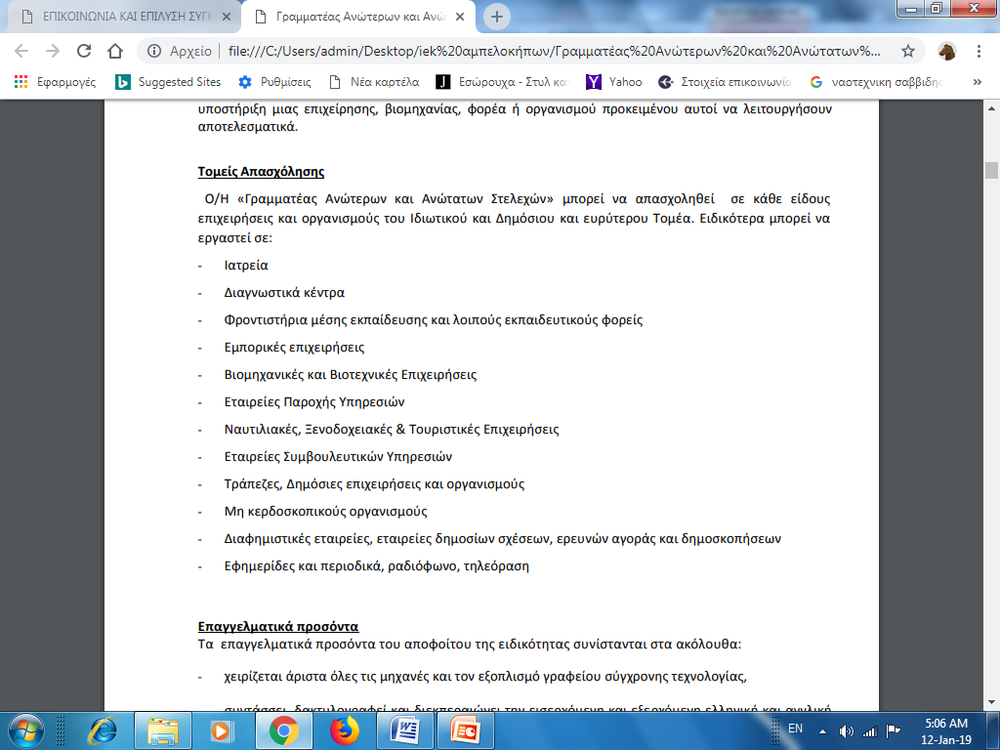 ΕΠΙΚΟΙΝΩΝΙΑ ΚΑΙ ΕΠΙΛΥΣΗ ΣΥΓΚ
Γραμματέας Ανώτερων και Ανώ
Αρχείο | file:///C:/Users/admin/Desktop/iek%20αμπελοκήπων/Γραμματέας%20Ανώτερων%20και%20Ανώτατων%...
Εφαρμογές Suggested Sites Ρυθμίσεις Νέα καρτέλα Εσώρουχα - Στυλ κα Yahoo Στοιχεία επικοινωνία ναοτεχνικη σαββιδης »
υποστήριξη μιας επιχείρησης, βιομηχανίας, φορέα ή οργανισμού προκειμένου αυτοί να λειτουργήσουν
αποτελεσματικά.
Τομείς Απασχόλησης
Ο/Η «Γραμματέας Ανώτερων και Ανώτατων Στελεχών» μπορεί να απασχοληθεί σε κάθε είδους
επιχειρήσεις και οργανισμούς του Ιδιωτικού και Δημόσιου και ευρύτερου Τομέα. Ειδικότερα μπορεί να
εργαστεί σε:
- Ιατρεία
- Διαγνωστικά κέντρα
- Φροντιστήρια μέσης εκπαίδευσης και λοιπούς εκπαιδευτικούς φορείς
- Εμπορικές επιχειρήσεις
- Βιομηχανικές και Βιοτεχνικές Επιχειρήσεις
- Εταιρείες Παροχής Υπηρεσιών
- Ναυτιλιακές, Ξενοδοχειακές & Τουριστικές Επιχειρήσεις
- Εταιρείες Συμβουλευτικών Υπηρεσιών
- Τράπεζες, Δημόσιες επιχειρήσεις και οργανισμούς
- Μη κερδοσκοπικούς οργανισμούς
- Διαφημιστικές εταιρείες, εταιρείες δημοσίων σχέσεων, ερευνών αγοράς και δημοσκοπήσεων
- Εφημερίδες και περιοδικά, ραδιόφωνο, τηλεόραση
Επαγγελματικά προσόντα
Τα επαγγελματικά προσόντα του αποφοίτου της ειδικότητας συνίστανται στα ακόλουθα:
- χειρίζεται άριστα όλες τις μηχανές και τον εξοπλισμό γραφείου σύγχρονης τεχνολογίας,
συντάσσει, δακτυλογραφεί και διεκπεραιώνει την εισερχόμενη και εξερχόμενη ελληνική και αγγλική
EN 5:06 AM
12-Jan-19